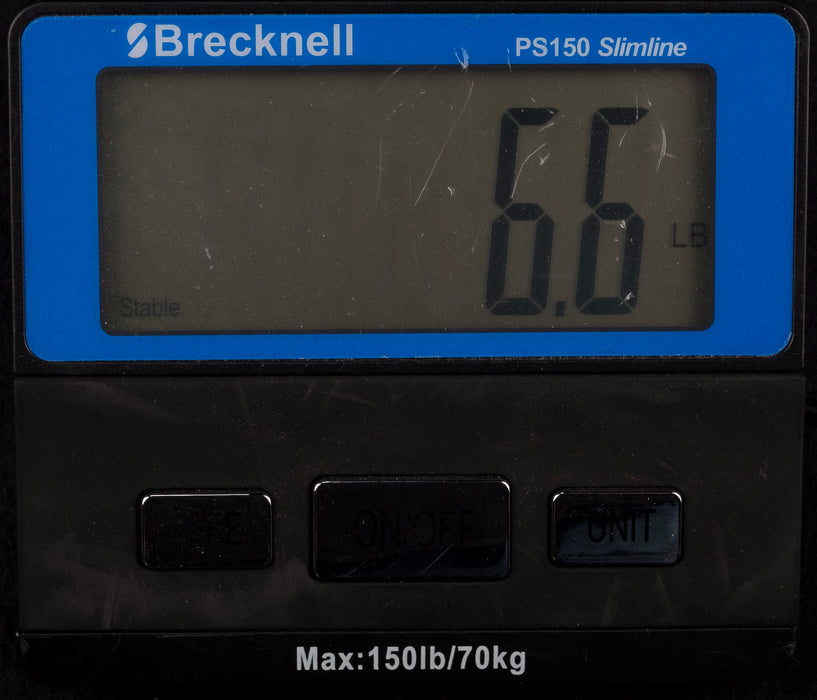 Brecknell PS150 Slimline
6.6 LB
Stable
TARE ON/OFF UNIT
Max:150lb/70kg